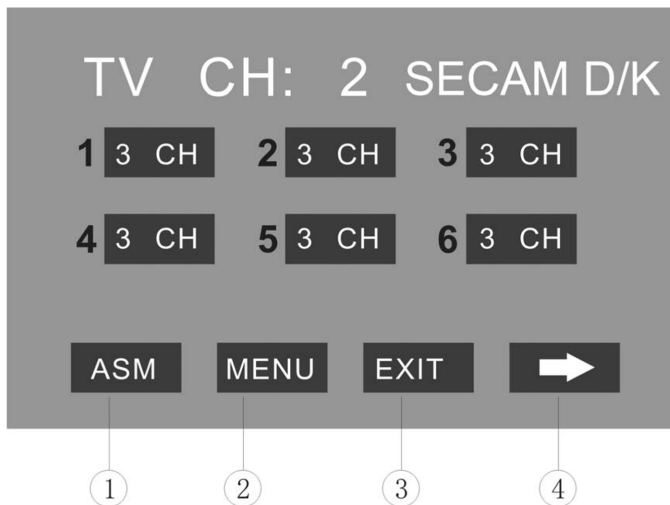 TV CH: 2 SECAM D/K
1 3 CH 2 3 CH 3 3 CH
4 3 CH 5 3 CH 6 3 CH
ASM MENU EXIT
1 2 3 4